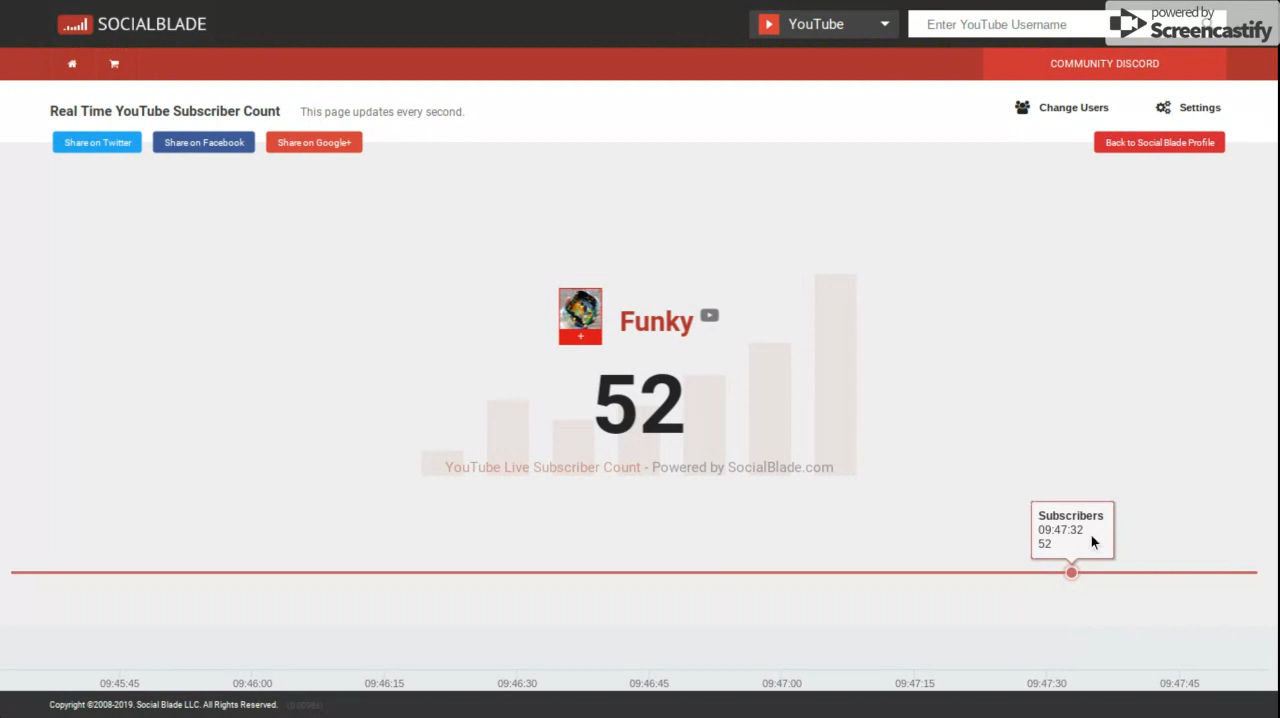 SOCIALBLADE
YouTube
Enter YouTube Username
powered by
Screencastify
COMMUNITY DISCORD
Real Time YouTube Subscriber Count
This page updates every second.
Change Users
Settings
Share on Twitter
Share on Facebook
Share on Google+
Back to Social Blade Profile
+
Funky
52
YouTube Live Subscriber Count - Powered by SocialBlade.com
Subscribers
09:47:32
52
09:45:45 09:46:00 09:46:15 09:46:30 09:46:45 09:47:00 09:47:15 09:47:30 09:47:45
Copyright ©2008-2019. Social Blade LLC. All Rights Reserved.